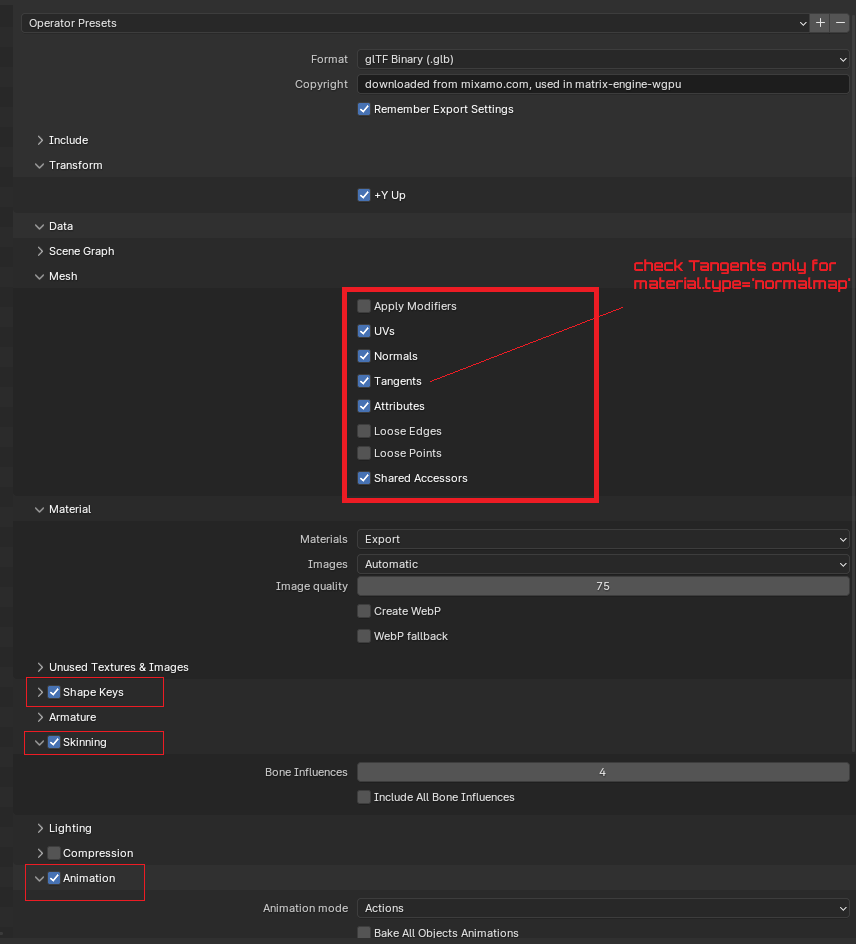 Operator Presets
Format glTF Binary (.glb)
Copyright downloaded from mixamo.com, used in matrix-engine-wgpu
Remember Export Settings
Include
Transform
+Y Up
Data
Scene Graph
Mesh
check Tangents only for
material.type='normalmap'
Apply Modifiers
UVs
Normals
Tangents
Attributes
Loose Edges
Loose Points
Shared Accessors
Material
Materials Export
Images Automatic
Image quality 75
Create WebP
WebP fallback
Unused Textures & Images
Shape Keys
Armature
Skinning
Bone Influences 4
Include All Bone Influences
Lighting
Compression
Animation
Animation mode Actions
Bake All Objects Animations